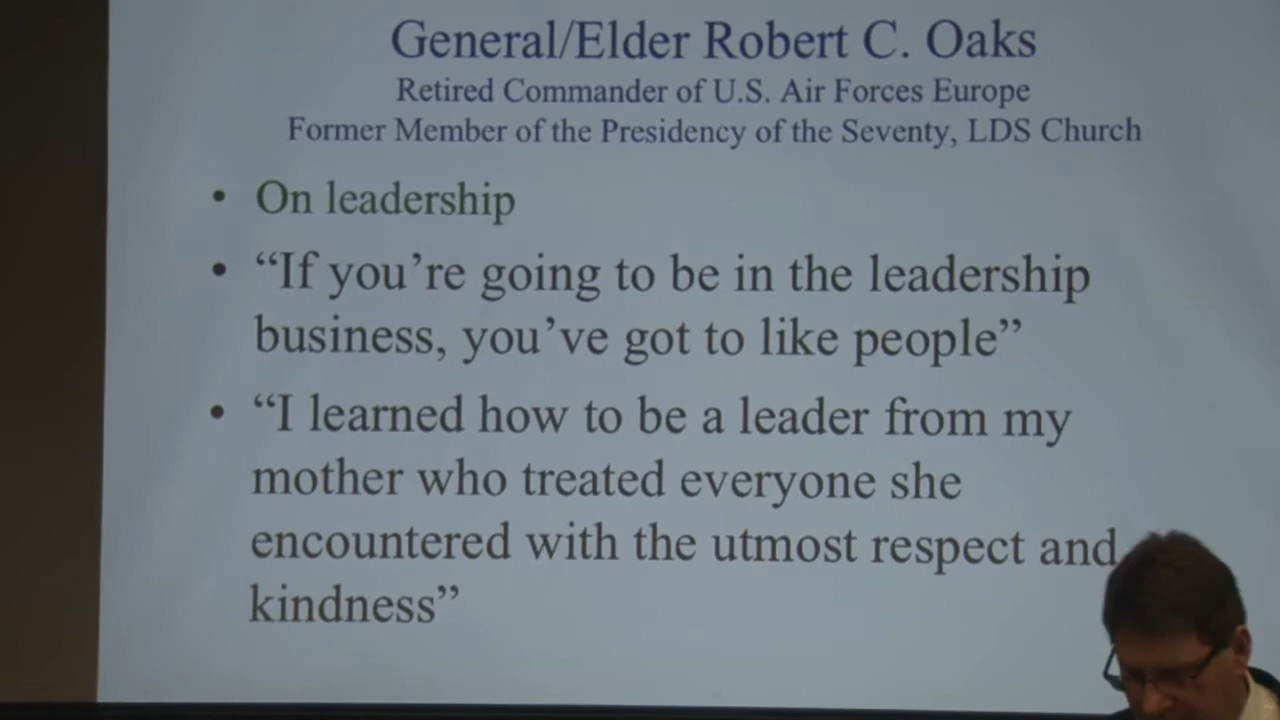 General/Elder Robert C. Oaks
Retired Commander of U.S. Air Forces Europe
Former Member of the Presidency of the Seventy, LDS Church
• On leadership
• “If you’re going to be in the leadership
business, you’ve got to like people”
• “I learned how to be a leader from my
mother who treated everyone she
encountered with the utmost respect and
kindness”